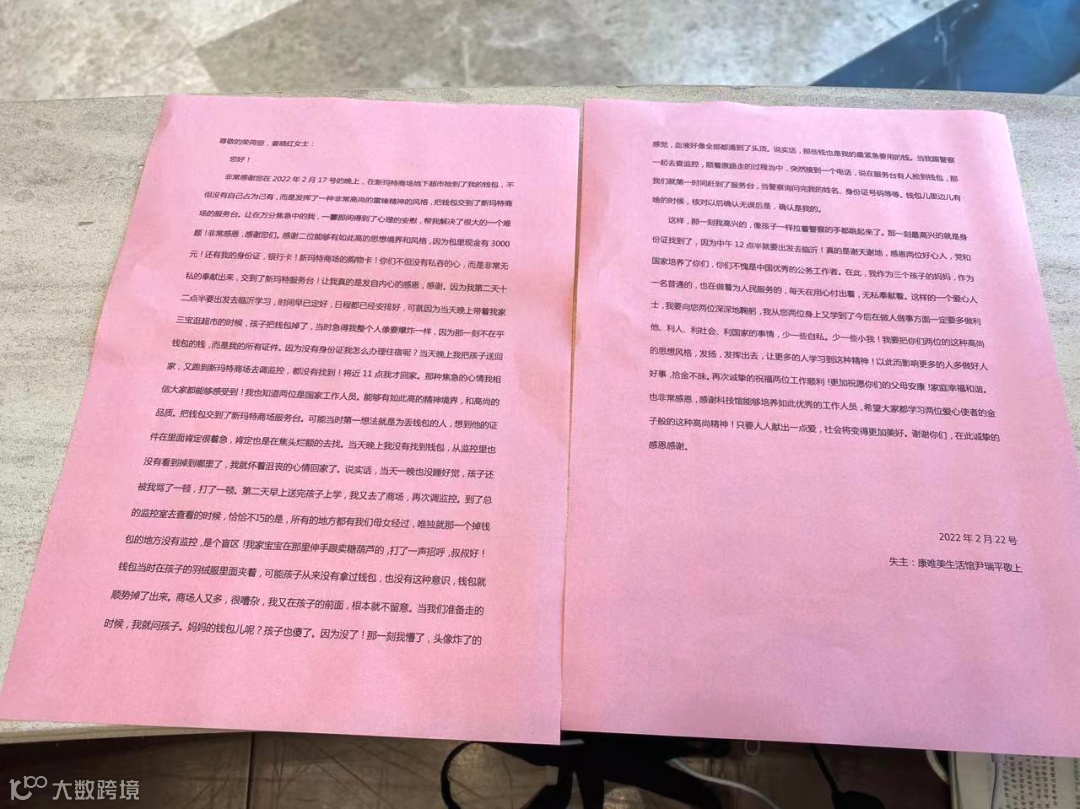 尊敬的栾荷丽，姜晓红女士：
您好！
非常感谢您在 2022 年 2 月 17 号的晚上，在新玛特商场地下超市捡到了我的钱包，不
但没有自己占为己有，而是发挥了一种非常高尚的雷锋精神的风格，把钱包交到了新玛特商
场的服务台。让在万分焦急中的我，一霎眼间得到了心理的安慰，帮我解决了很大的一个难
题！非常感恩，感谢您们。感谢二位能够有如此高的思想境界和风格，因为包里现金有 3000
元！还有我的身份证，银行卡！新玛特商场的购物卡！你们不但没有私吞的心，而是非常无
私的奉献出来，交到了新玛特服务台！让我真的是发自内心的感恩，感谢。因为我第二天十
二点半要出发去临沂学习，时间早已定好，日程都已经安排好，可就因为当天晚上带着我家
三宝逛超市的时候，孩子把钱包掉了，当时急得我整个人像要爆炸一样，因为那一刻不在乎
钱包的钱，而是我的所有证件。因为没有身份证我怎么办理住宿呢？当天晚上我把孩子送回
家，又跑到新玛特商场去调监控，都没有找到！将近 11 点我才回家。那种焦急的心情我相
信大家都能够感受到！我也知道两位是国家工作人员。能够有如此高的精神境界，和高尚的
品质。把钱包交到了新玛特商场服务台。可能当时第一想法就是为丢钱包的人，想到他的证
件在里面肯定很着急，肯定也是在焦头烂额的去找。当天晚上我没有找到钱包，从监控里也
没有看到掉到哪里了，我就怀着沮丧的心情回家了。说实话，当天一晚也没睡好觉，孩子还
被我骂了一顿，打了一顿。第二天早上送完孩子上学，我又去了商场，再次调监控。到了总
的监控室去查看的时候，恰恰不巧的是，所有的地方都有我们母女经过，唯独就那一个掉钱
包的地方没有监控，是个盲区！我家宝宝在那里伸手跟卖糖葫芦的，打了一声招呼，叔叔好！
钱包当时在孩子的羽绒服里面夹着，可能孩子从来没有拿过钱包，也没有这种意识，钱包就
顺势掉了出来。商场人又多，很嘈杂，我又在孩子的前面，根本就不留意。当我们准备走的
时候，我就问孩子。妈妈的钱包儿呢？孩子也傻了。因为没了！那一刻我懵了，头像炸了的
感觉，血液好像全部都涌到了头顶。说实话，那些钱也是我的最紧急要用的钱。当我跟警察
一起去查监控，顺着原路走的过程当中，突然接到一个电话，说在服务台有人捡到钱包，那
我们就第一时间赶到了服务台，当警察询问完我的姓名、身份证号码等等。钱包儿里边儿有
啥的时候，核对以后确认无误后是，确认是我的。
这样，那一刻我高兴的，像孩子一样拉着警察的手都跳起来了。那一刻最高兴的就是身
份证找到了，因为中午 12 点半就要出发去临沂！真的是谢天谢地，感恩两位好心人，党和
国家培养了你们，你们不愧是中国优秀的公务工作者。在此，我作为三个孩子的妈妈，作为
一名普通的，也在做着为人民服务的，每天在用心付出着，无私奉献着。这样的一个爱心人
士，我要向您两位深深地鞠躬，我从您两位身上又学到了今后在做人做事方面一定要多做利
他、利人、利社会、利国家的事情，少一些自私。少一些小我！我要把你们两位的这种高尚
的思想风格，发扬，发挥出去，让更多的人学习到这种精神！以此而影响更多的人多做好人
好事，拾金不昧。再次诚挚的祝福两位工作顺利！更加祝愿你们的父母安康！家庭幸福和谐。
也非常感恩，感谢科技馆能够培养如此优秀的工作人员，希望大家都学习两位爱心使者的金
子般的这种高尚精神！只要人人献出一点爱，社会将变得更加美好。谢谢你们，在此诚挚的
感恩感谢。
2022 年 2 月 22 号
失主：康唯美生活馆尹瑞平敬上
大数跨境